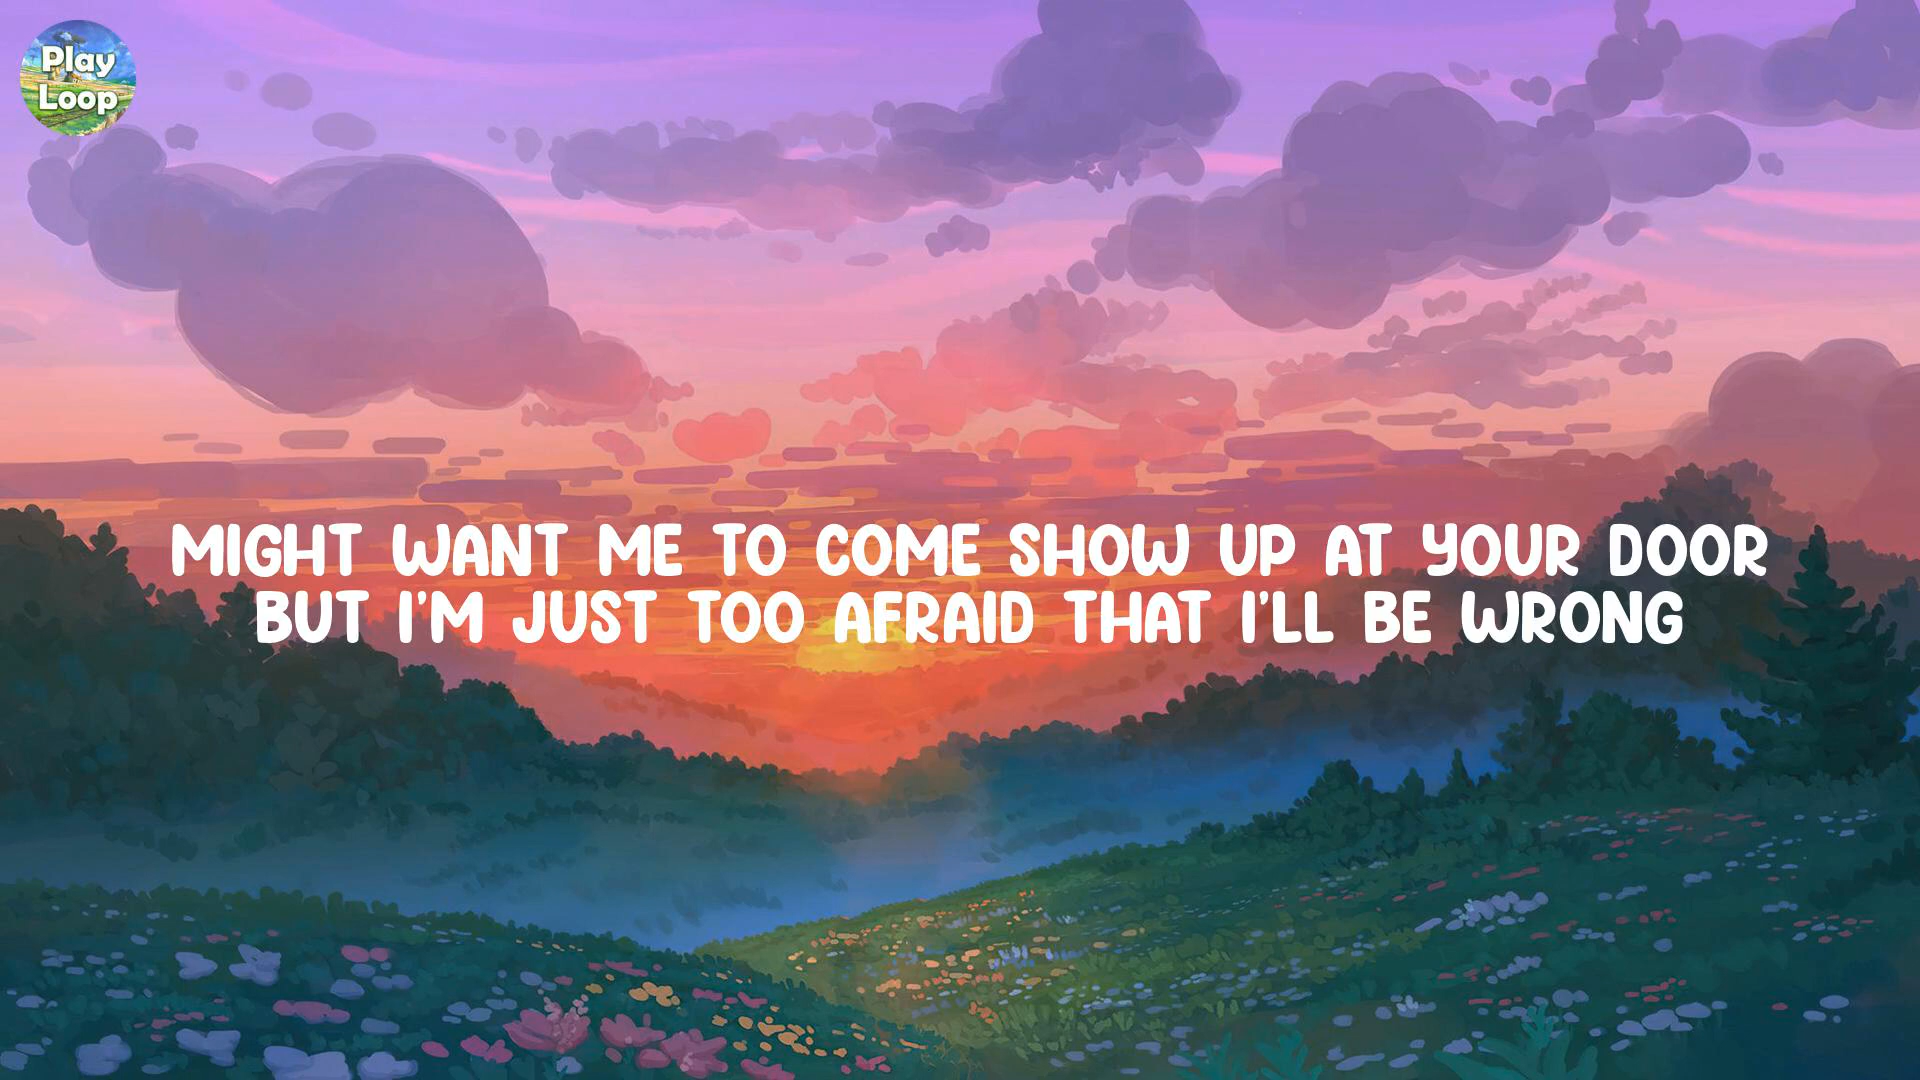 Play
Loop
MIGHT WANT ME TO COME SHOW UP AT YOUR DOOR
BUT I'M JUST TOO AFRAID THAT I'LL BE WRONG